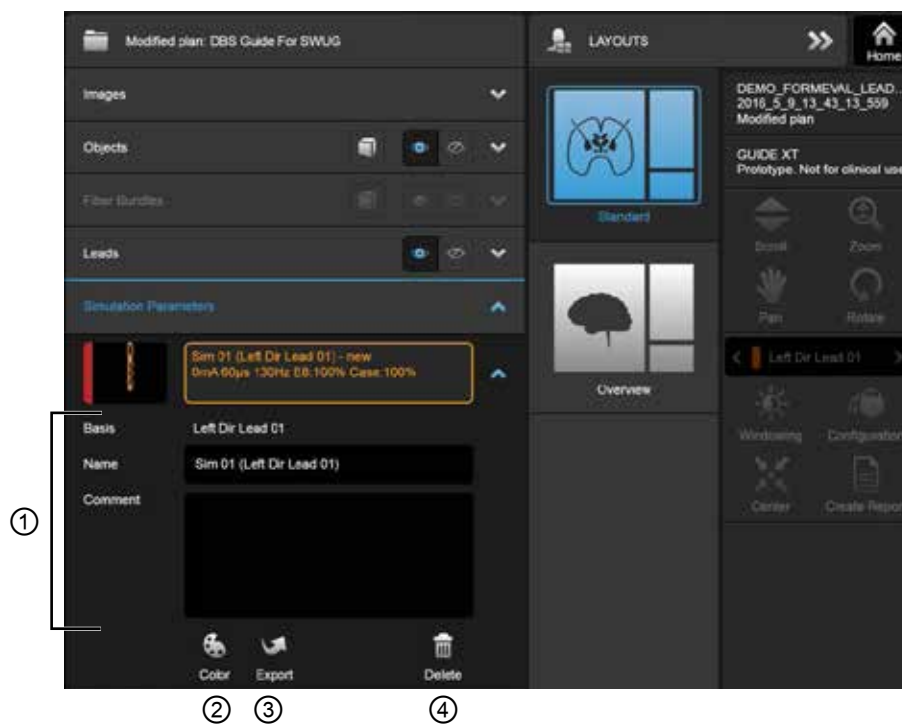 Modified plan: DBS Guide For SWUG
Images
Objects
Fiber Bundles
Leads
Simulation Parameters
Sim 01 (Left Dir Lead 01) - new
0mA 60µs 130Hz E8:100% Case:100%
Basis Left Dir Lead 01
Name Sim 01 (Left Dir Lead 01)
Comment
Color Export Delete
① 
② ③ ④
LAYOUTS
Standard
Overview
Home
DEMO_FORMEVAL_LEAD...
2016_5_9_13_43_13_559
Modified plan
GUIDE XT
Prototype. Not for clinical use
Scroll Zoom
Pan Rotate
Left Dir Lead 01
Windowing Configuration
Center Create Repor